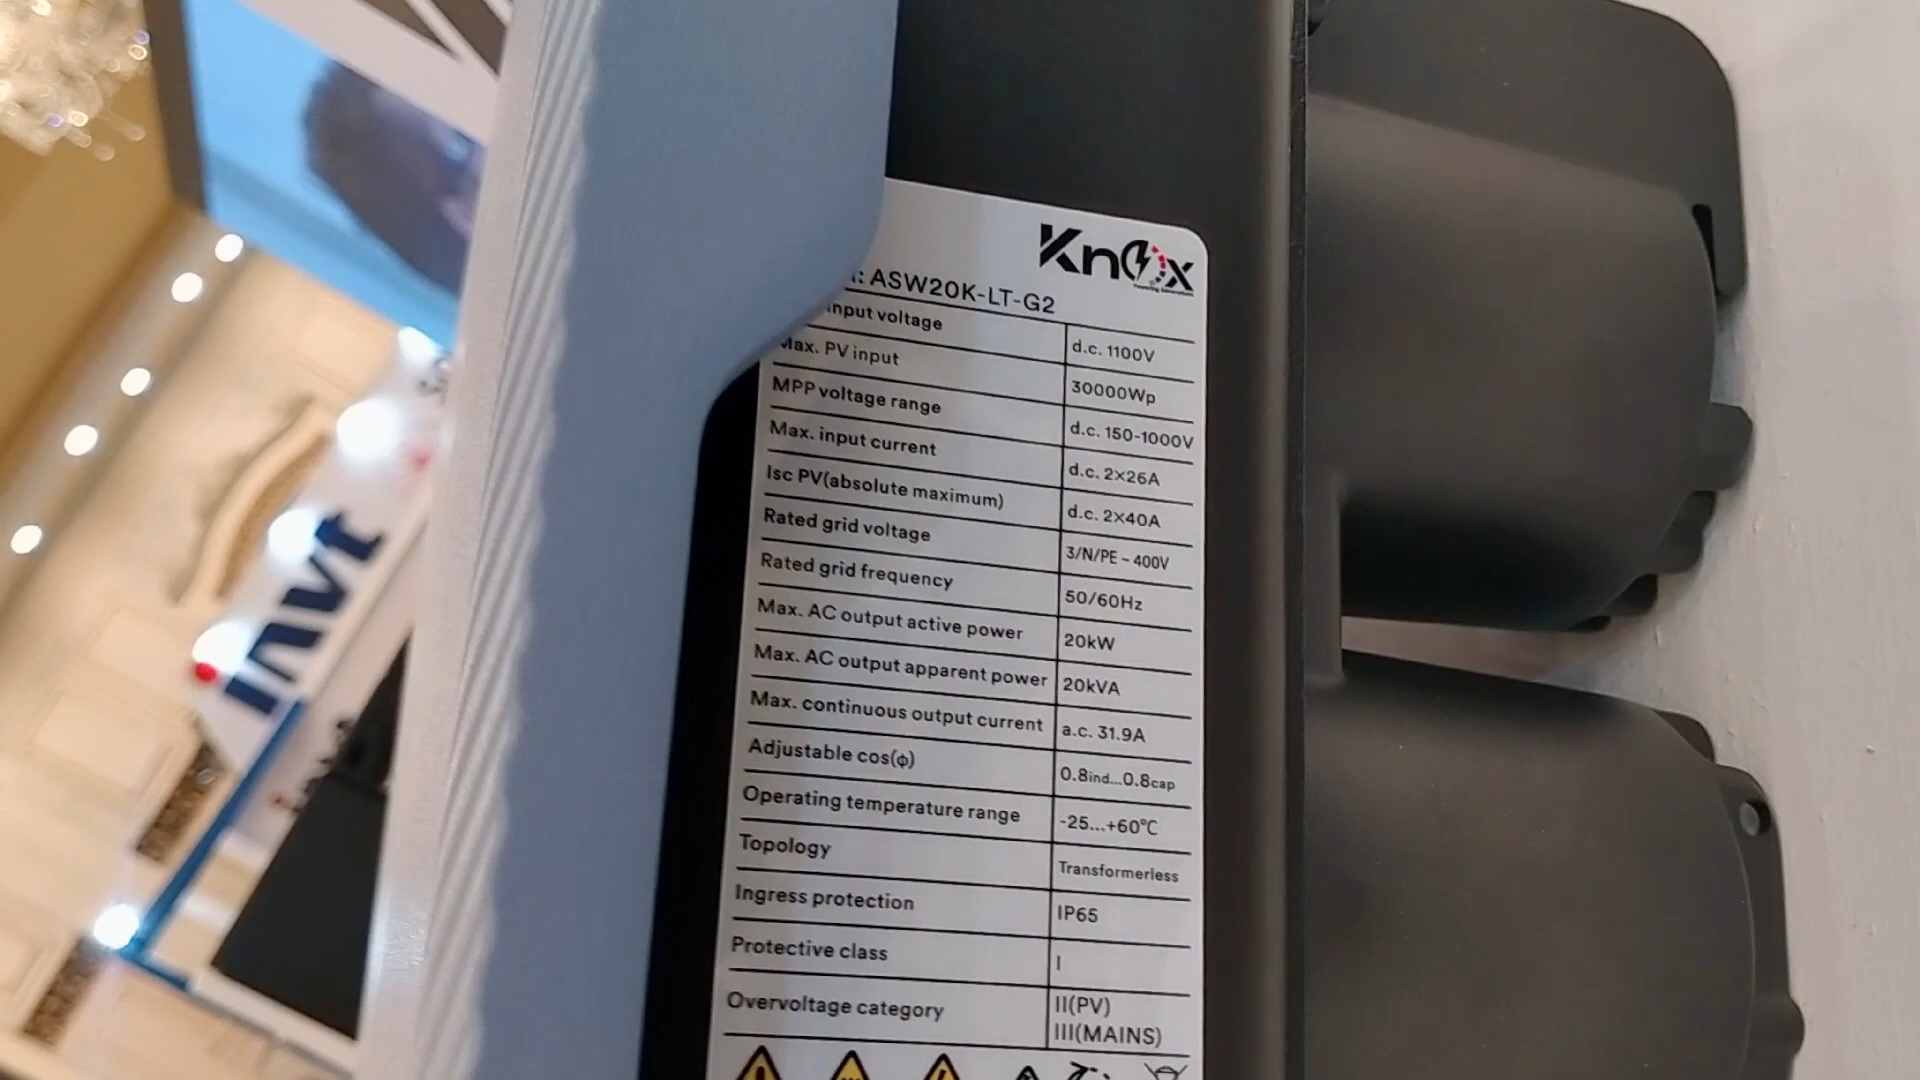 Knox
: ASW20K-LT-G2
input voltage d.c. 1100V
Max. PV input 30000Wp
MPP voltage range d.c. 150-1000V
Max. input current d.c. 2×26A
Isc PV(absolute maximum) d.c. 2×40A
Rated grid voltage 3/N/PE ~ 400V
Rated grid frequency 50/60Hz
Max. AC output active power 20kW
Max. AC output apparent power 20kVA
Max. continuous output current a.c. 31.9A
Adjustable cos(ϕ) 0.8ind...0.8cap
Operating temperature range -25...+60°C
Topology Transformerless
Ingress protection IP65
Protective class I
Overvoltage category II(PV)
III(MAINS)
invt